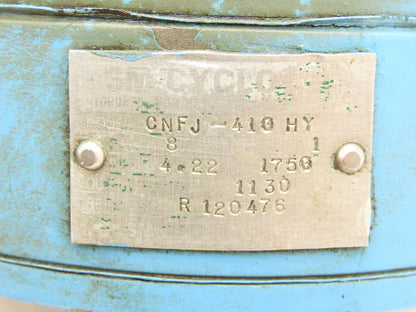 SM-CYCLO
CNFJ-410 HY
8 1
4.22 1750
1130
R 120476